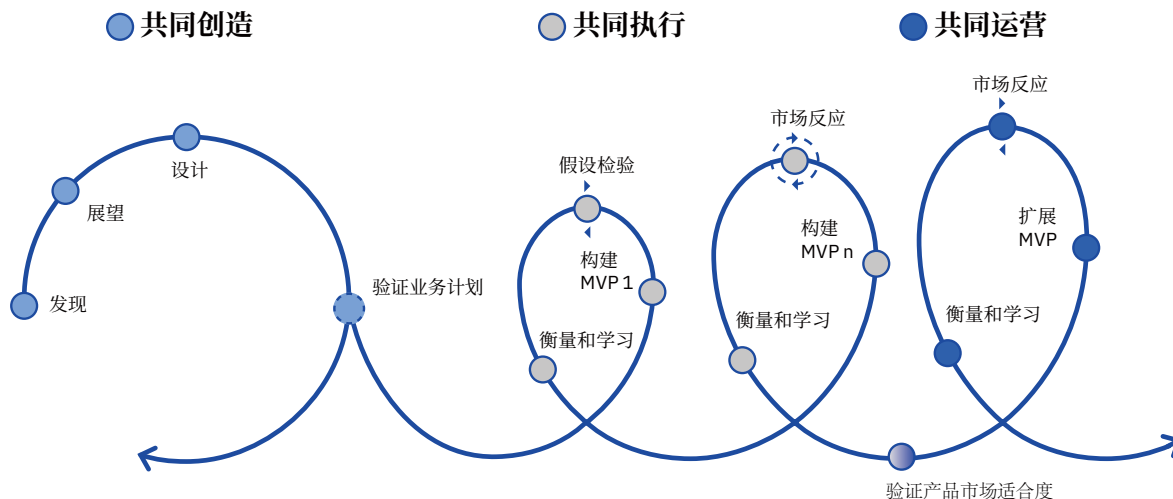 共同创造
共同执行
共同运营
发现
展望
设计
验证业务计划
假设检验
构建
MVP 1
衡量和学习
市场反应
构建
MVP n
衡量和学习
市场反应
扩展
MVP
衡量和学习
验证产品市场适合度